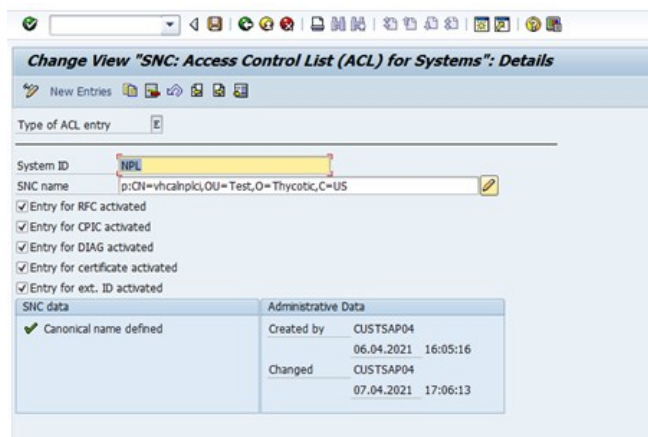 Change View "SNC: Access Control List (ACL) for Systems": Details
New Entries
Type of ACL entry E
System ID NPL
SNC name p:CN=vhcalnplci,OU=Test,O=Thycotic,C=US
Entry for RFC activated
Entry for CPIC activated
Entry for DIAG activated
Entry for certificate activated
Entry for ext. ID activated
SNC data Administrative Data
Canonical name defined Created by CUSTSAP04
06.04.2021 16:05:16
Changed CUSTSAP04
07.04.2021 17:06:13